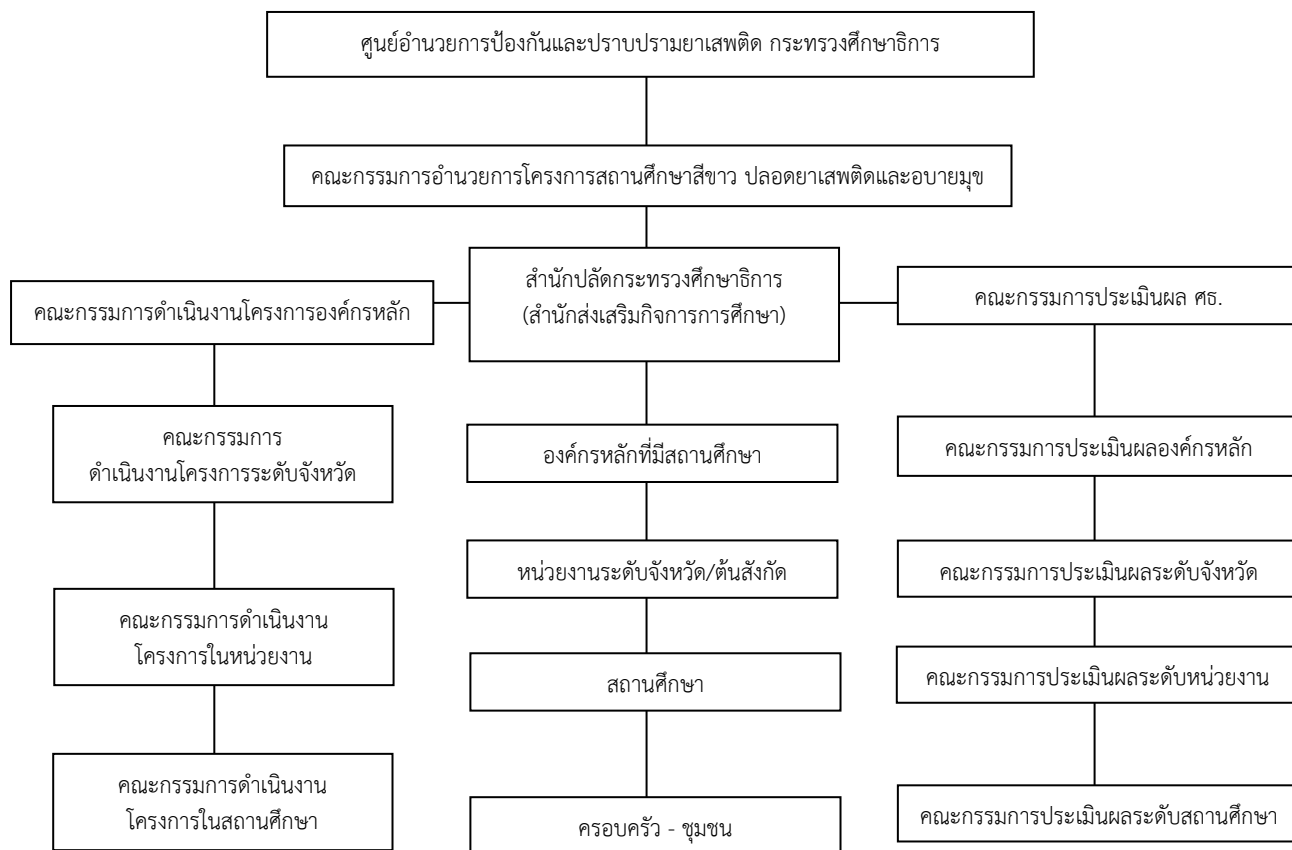 ศูนย์อำนวยการป้องกันและปราบปรามยาเสพติด กระทรวงศึกษาธิการ
คณะกรรมการอำนวยการโครงการสถานศึกษาสีขาว ปลอดยาเสพติดและอบายมุข
คณะกรรมการดำเนินงานโครงการองค์กรหลัก
สำนักปลัดกระทรวงศึกษาธิการ
(สำนักส่งเสริมกิจการการศึกษา)
คณะกรรมการประเมินผล ศธ.
คณะกรรมการ
ดำเนินงานโครงการระดับจังหวัด
องค์กรหลักที่มีสถานศึกษา
คณะกรรมการประเมินผลองค์กรหลัก
หน่วยงานระดับจังหวัด/ต้นสังกัด
คณะกรรมการประเมินผลระดับจังหวัด
คณะกรรมการดำเนินงาน
โครงการในหน่วยงาน
สถานศึกษา
คณะกรรมการประเมินผลระดับหน่วยงาน
คณะกรรมการดำเนินงาน
โครงการในสถานศึกษา
ครอบครัว - ชุมชน
คณะกรรมการประเมินผลระดับสถานศึกษา